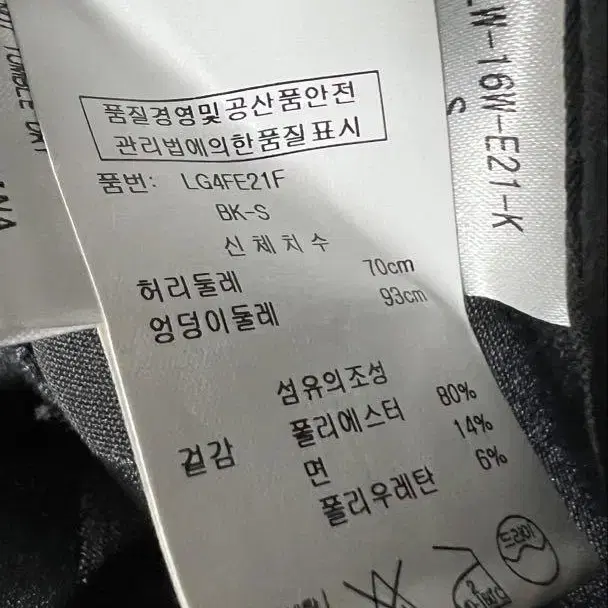 품질경영및공산품안전
관리법에의한품질표시
품번: LG4FE21F
BK-S
신체치수
허리둘레 70cm
엉덩이둘레 93cm
섬유의조성
겉감 폴리에스터 80%
면 14%
폴리우레탄 6%
드라이
LW-16W-E21-K
S
TUMBLE DRY